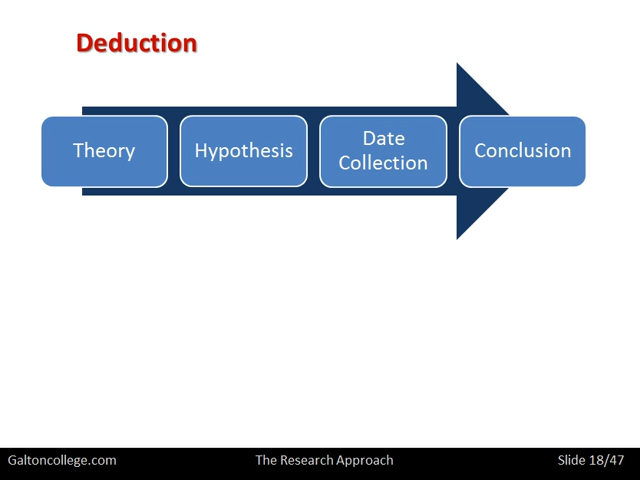 Deduction
Theory
Hypothesis
Date
Collection
Conclusion
Galtoncollege.com
The Research Approach
Slide 18/47